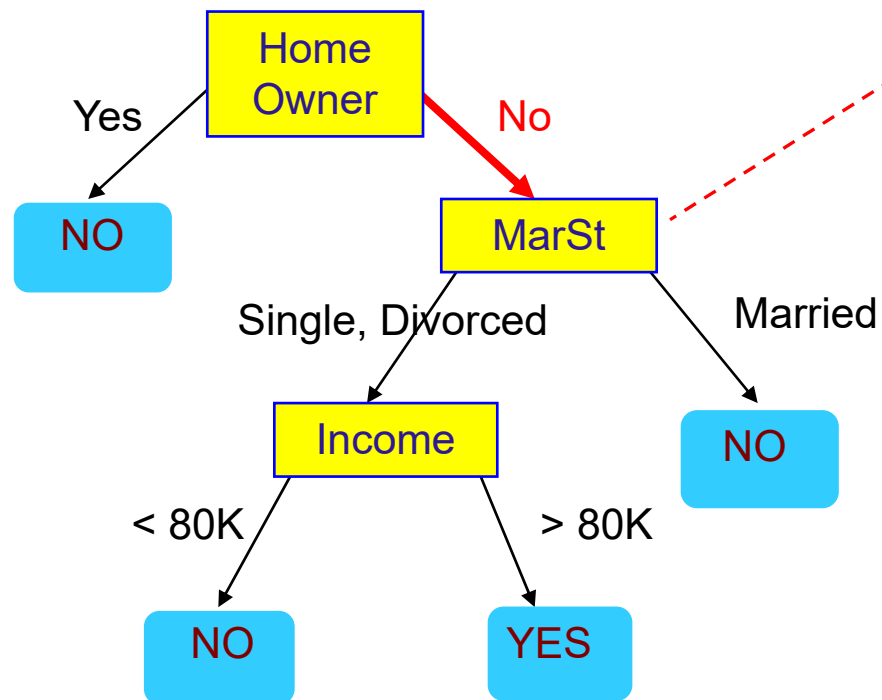 Home
Owner
Yes
No
NO
MarSt
Single, Divorced
Married
Income
NO
< 80K
> 80K
NO
YES